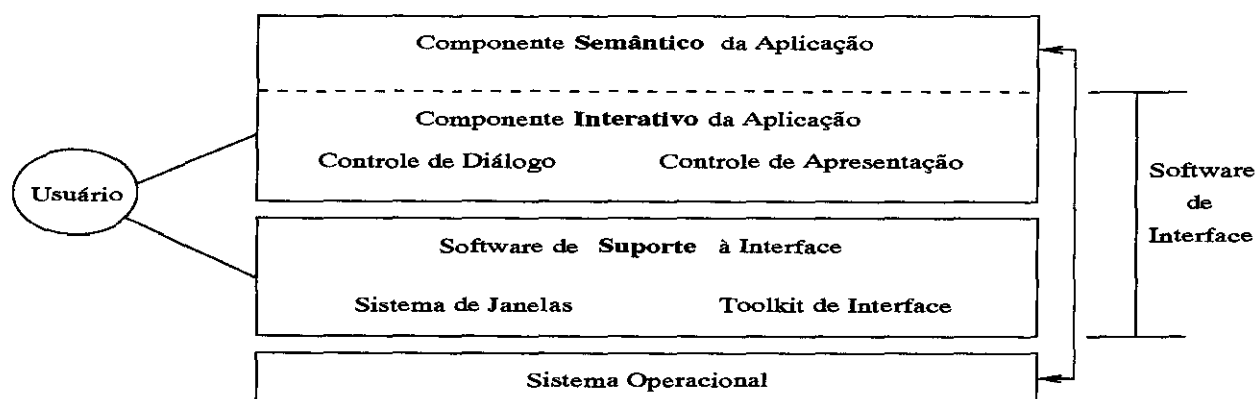 Componente Semântico da Aplicação
Componente Interativo da Aplicação
Controle de Diálogo
Controle de Apresentação
Usuário
Software de Suporte à Interface
Sistema de Janelas
Toolkit de Interface
Sistema Operacional
Software
de
Interface